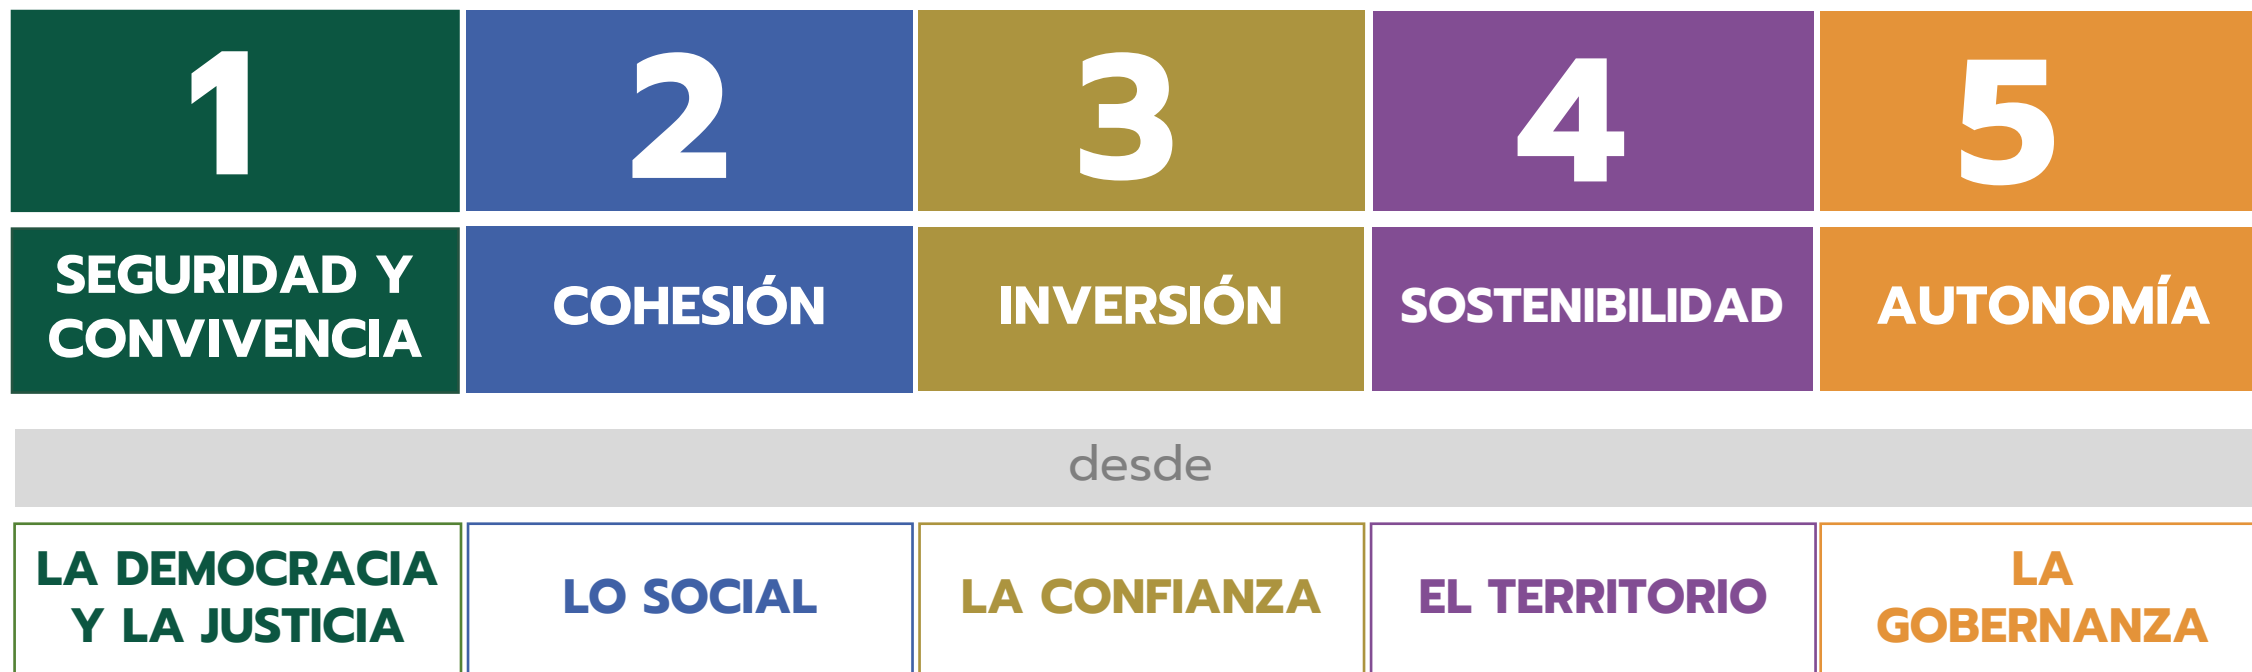 1
2
3
4
5
SEGURIDAD Y
CONVIVENCIA
COHESIÓN
INVERSIÓN
SOSTENIBILIDAD
AUTONOMÍA
desde
LA DEMOCRACIA
Y LA JUSTICIA
LO SOCIAL
LA CONFIANZA
EL TERRITORIO
LA
GOBERNANZA